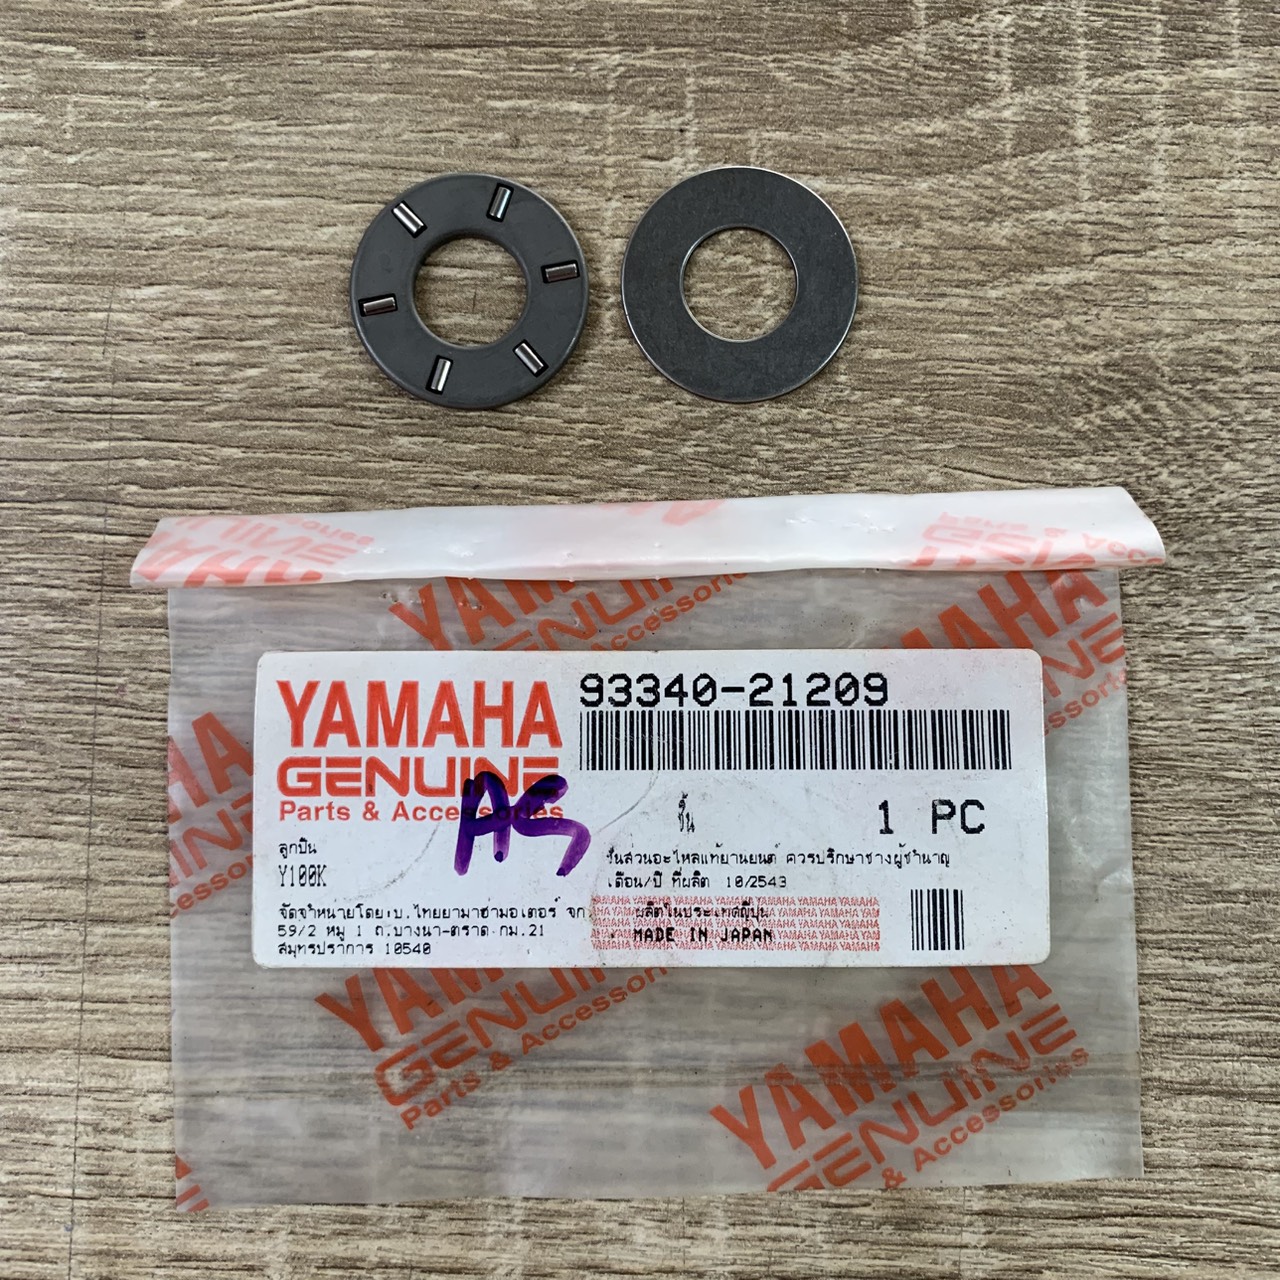 YAMAHA
GENUINE
Parts & Accessories
93340-21209
ชิ้น 1 PC
A.S
ลูกปืน
Y100K
ชิ้นส่วนอะไหล่แท้ยานยนต์ ควรปรึกษาช่างผู้ชำนาญ
เดือน/ปี ที่ผลิต 10/2543
จัดจำหน่ายโดย บ.ไทยยามาฮ่ามอเตอร์ จก
59/2 หมู่ 1 ถ.บางนา-ตราด กม.21
สมุทรปราการ 10540
ผลิตในประเทศญี่ปุ่น
MADE IN JAPAN
YAMAHA
GENUINE
Parts & Accessories
YAMAHA
GENUINE
& Accessories